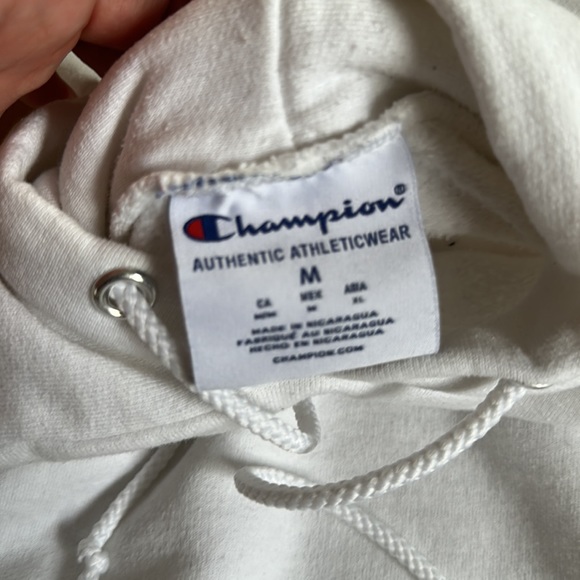 Champion®
AUTHENTIC ATHLETICWEAR
M
CA MEX ASIA
M/M M XL
MADE IN NICARAGUA
FABRIQUÉ AU NICARAGUA
HECHO EN NICARAGUA
CHAMPION.COM